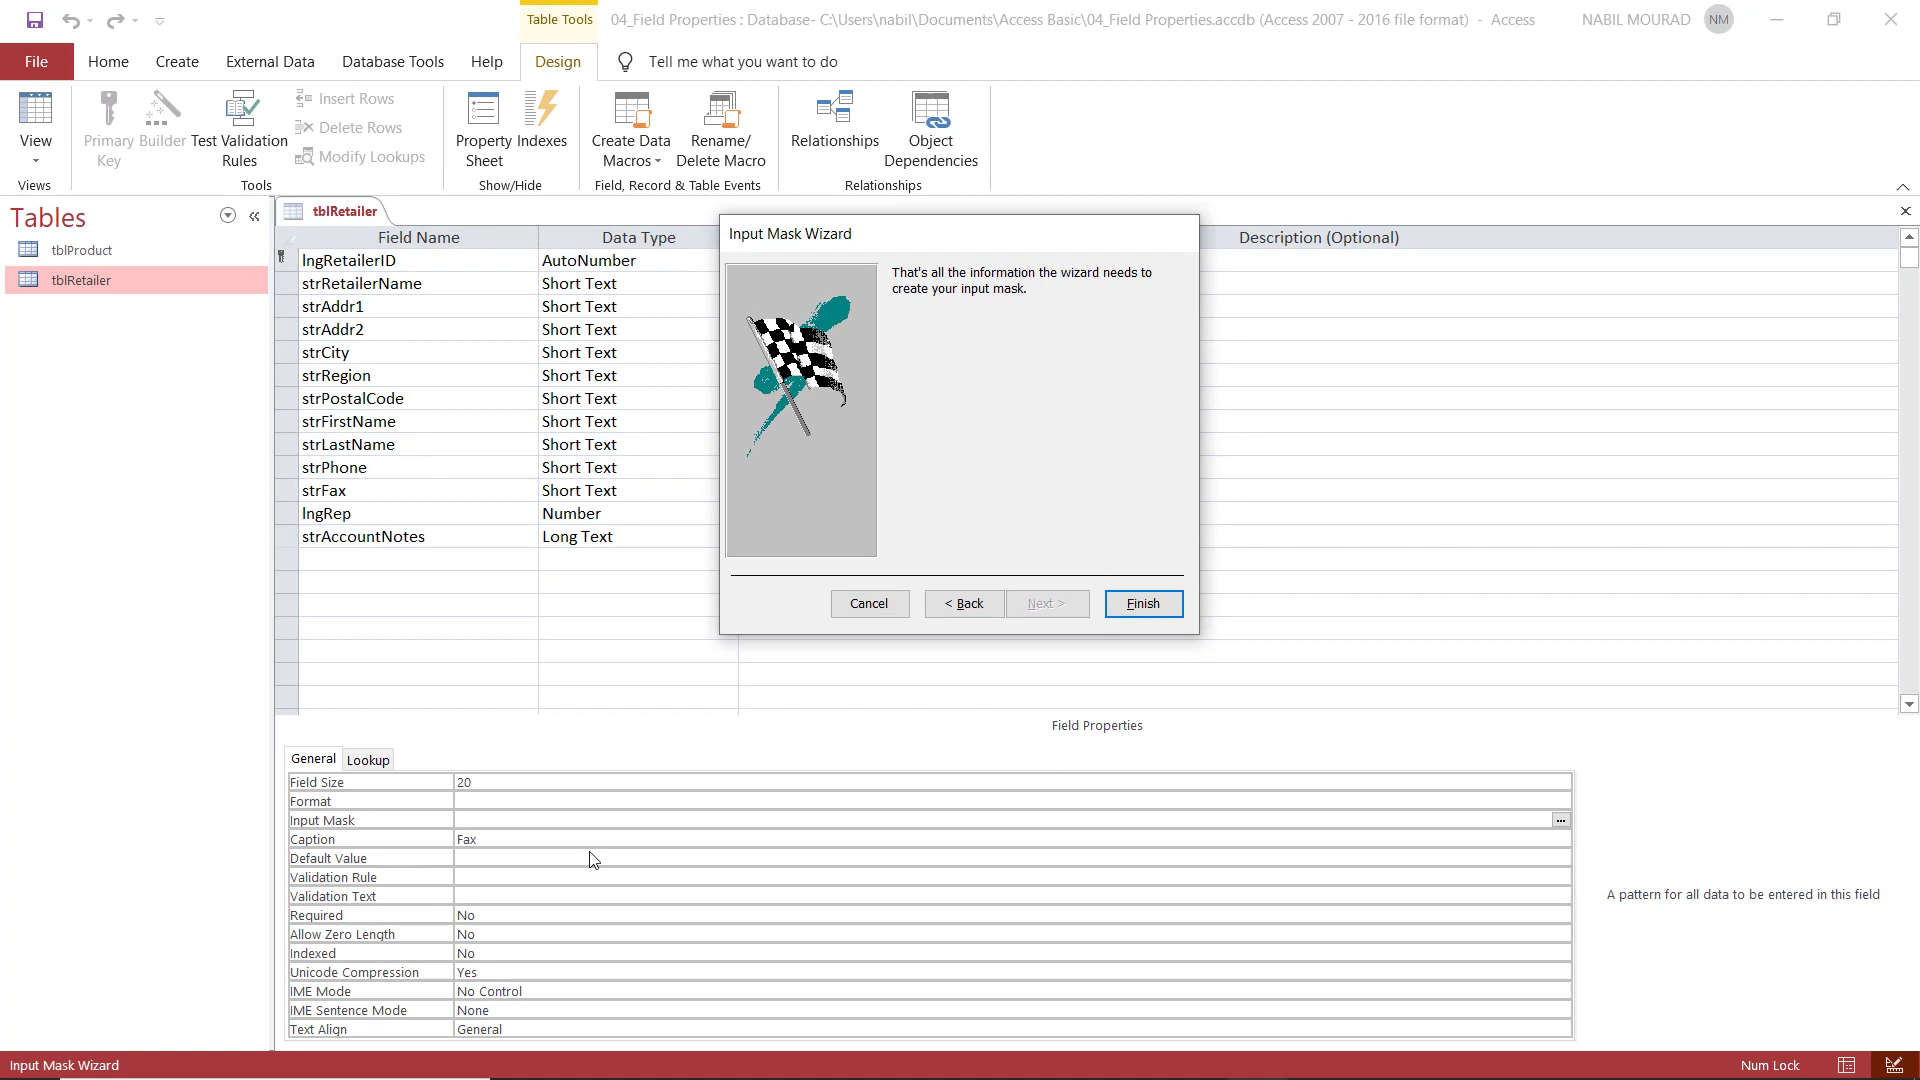 Table Tools
04_Field Properties : Database- C:\Users\nabil\Documents\Access Basic\04_Field Properties.accdb (Access 2007 - 2016 file format) - Access
NABIL MOURAD
NM
File
Home
Create
External Data
Database Tools
Help
Design
Tell me what you want to do
View
Primary Key
Builder
Test Validation Rules
Insert Rows
Delete Rows
Modify Lookups
Property Sheet
Indexes
Create Data Macros
Rename/ Delete Macro
Relationships
Object Dependencies
Views
Tools
Show/Hide
Field, Record & Table Events
Relationships
Tables
tblProduct
tblRetailer
tblRetailer
Field Name Data Type Description (Optional)
lngRetailerID AutoNumber
strRetailerName Short Text
strAddr1 Short Text
strAddr2 Short Text
strCity Short Text
strRegion Short Text
strPostalCode Short Text
strFirstName Short Text
strLastName Short Text
strPhone Short Text
strFax Short Text
lngRep Number
strAccountNotes Long Text
Input Mask Wizard
That's all the information the wizard needs to
create your input mask.
Cancel
< Back
Next >
Finish
Field Properties
General
Lookup
Field Size 20
Format
Input Mask ...
Caption Fax
Default Value
Validation Rule
Validation Text
Required No
Allow Zero Length No
Indexed No
Unicode Compression Yes
IME Mode No Control
IME Sentence Mode None
Text Align General
A pattern for all data to be entered in this field
Input Mask Wizard
Num Lock